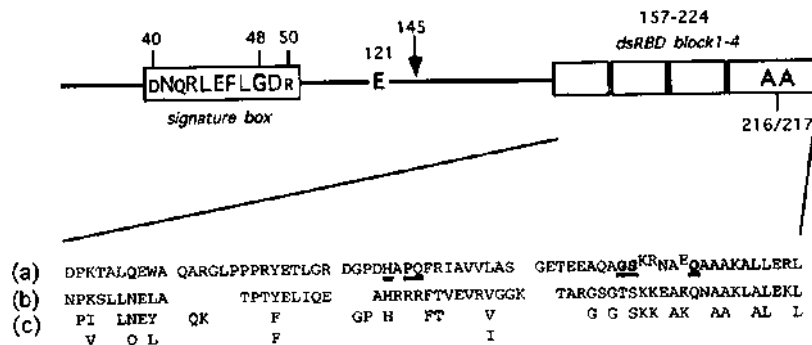 157-224
dsRBD block1-4
40 48 50 121 145
DNQRLEFLGDR E AA
signature box
216/217
(a) DPKTALQEWA QARGLPPPRYETLGR DGPDHAPQFRIAVVLAS GETEEAQAGSKRNAEQAAAKALLERL
(b) NPKSLLNELA TPTYELIQE AHRRRFTVEVRVGGK TARGSGTSKKEAKQNAAKLALEKL
(c) PI LNEY QK F GP H FT V G G SKK AK AA AL L
V Q L F I